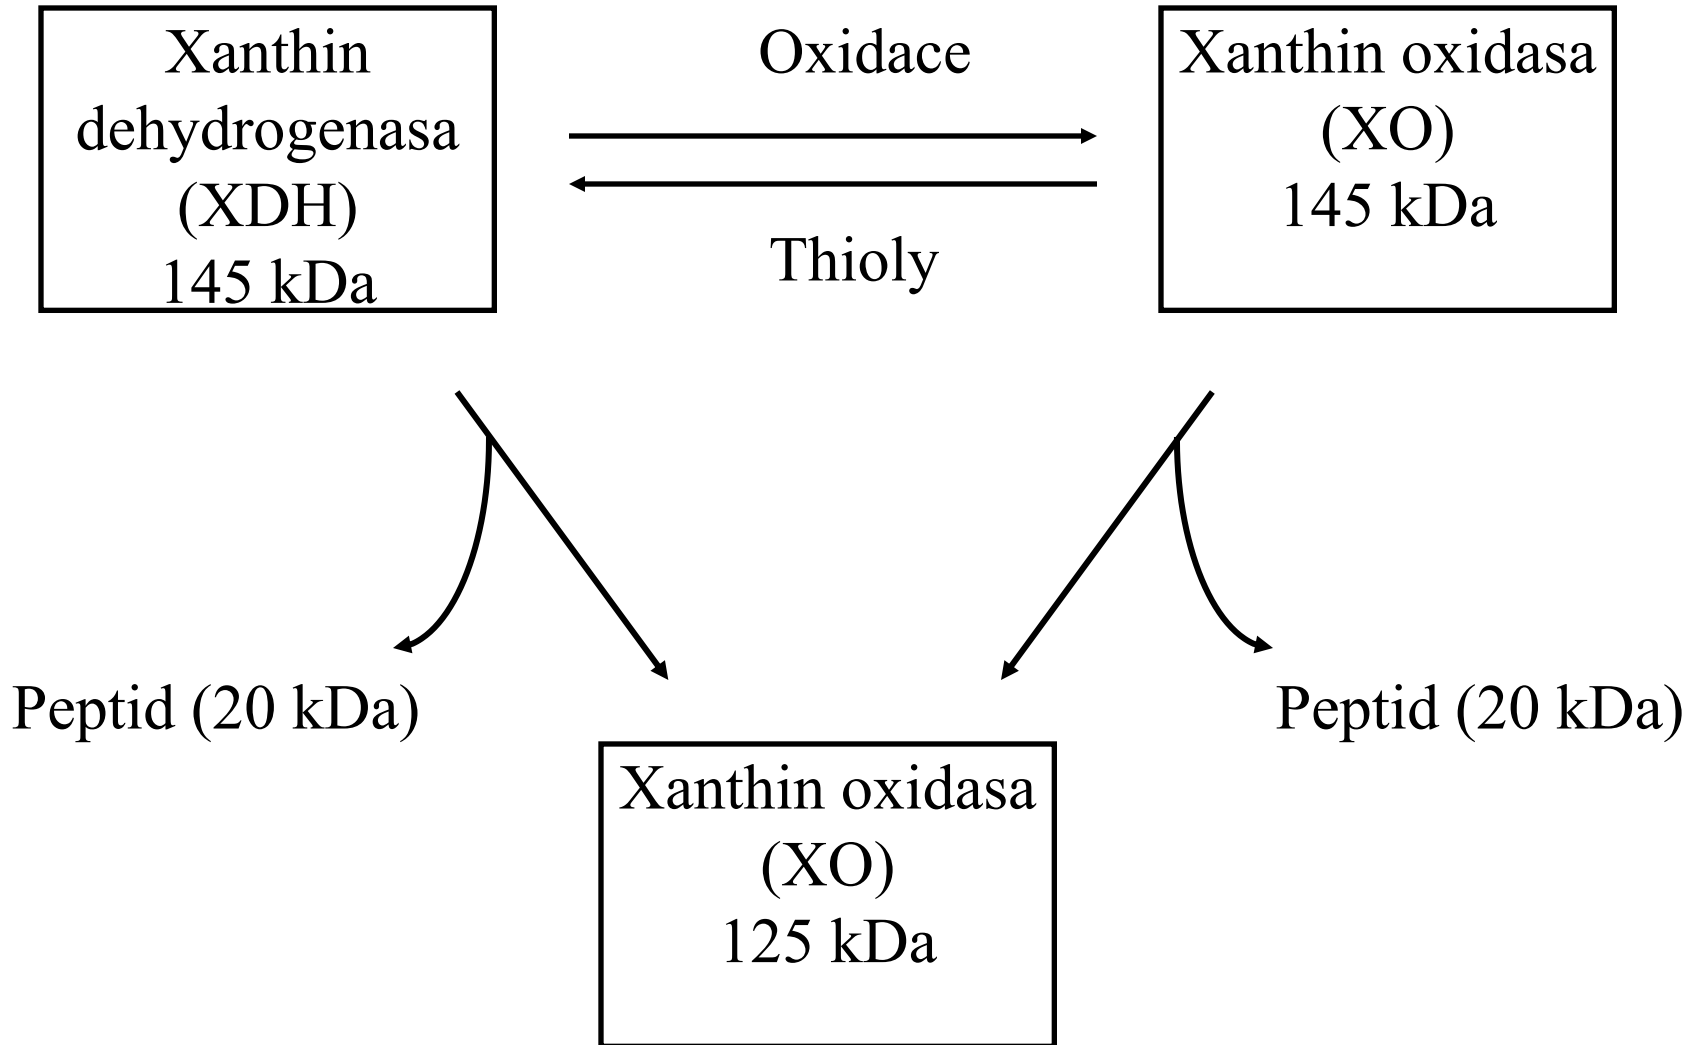 Xanthin
dehydrogenasa
(XDH)
145 kDa
Oxidace
Thioly
Xanthin oxidasa
(XO)
145 kDa
Peptid (20 kDa)
Peptid (20 kDa)
Xanthin oxidasa
(XO)
125 kDa